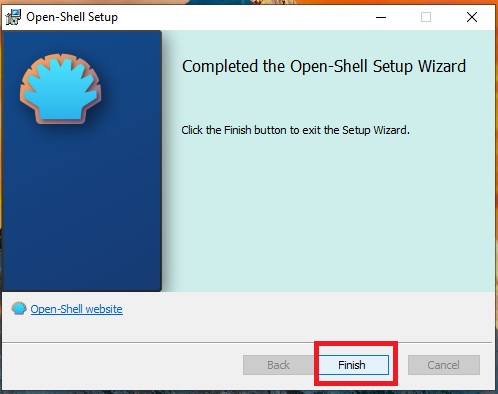 Open-Shell Setup
Completed the Open-Shell Setup Wizard
Click the Finish button to exit the Setup Wizard.
Open-Shell website
Back
Finish
Cancel